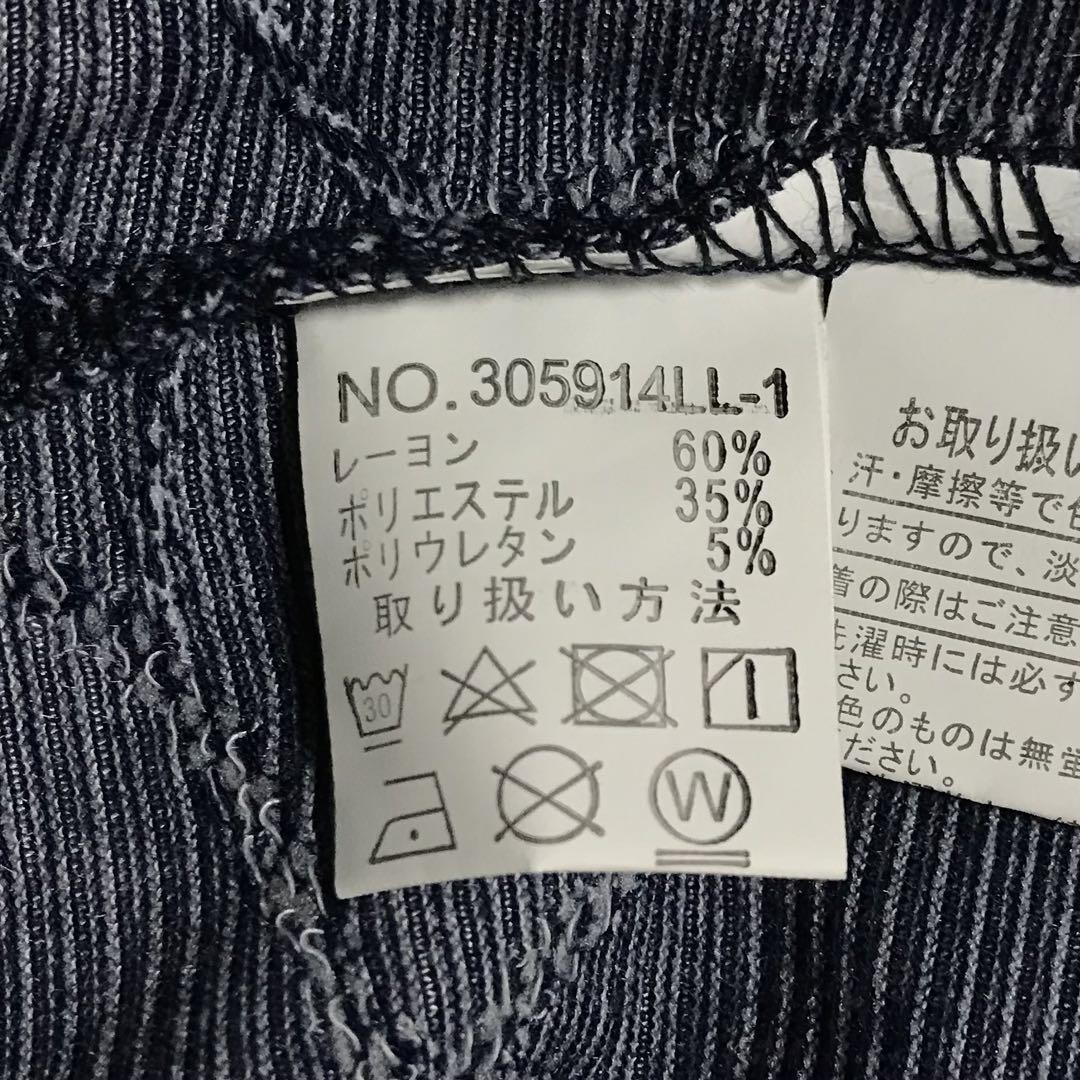 NO.305914LL-1
レーヨン 60%
ポリエステル 35%
ポリウレタン 5%
取り扱い方法
30
W
お取り扱い
汗・摩擦等で
りますので、淡
着の際はご注意
洗濯時には必ず
さい。
色のものは無
ください。